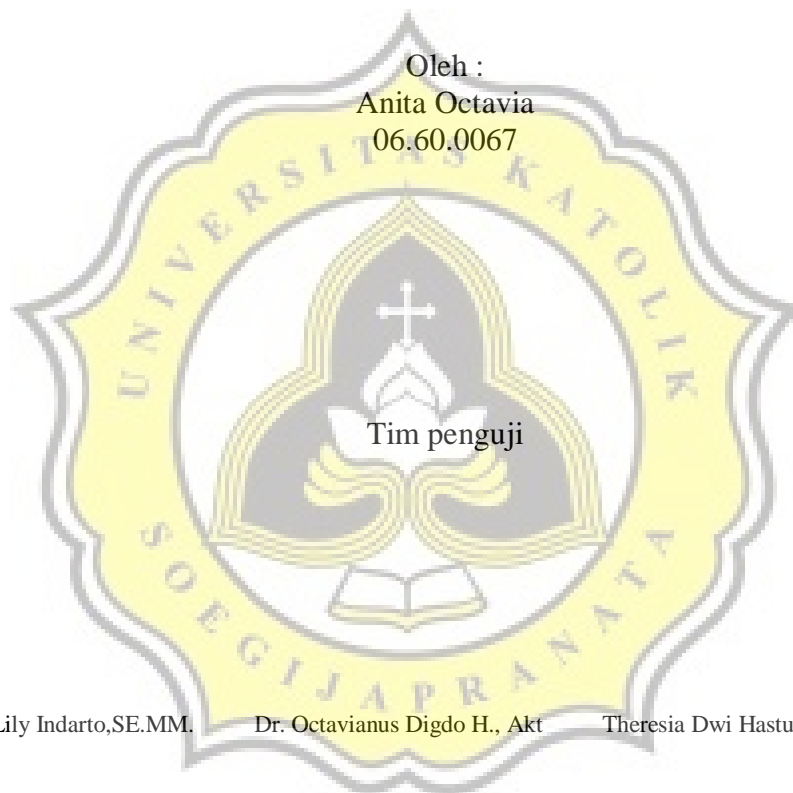 Oleh :
Anita Octavia
06.60.0067
UNIVERSITAS KATOLIK
Tim penguji
SOEGIJAPRANATA
Lily Indarto,SE.MM. Dr. Octavianus Digdo H., Akt Theresia Dwi